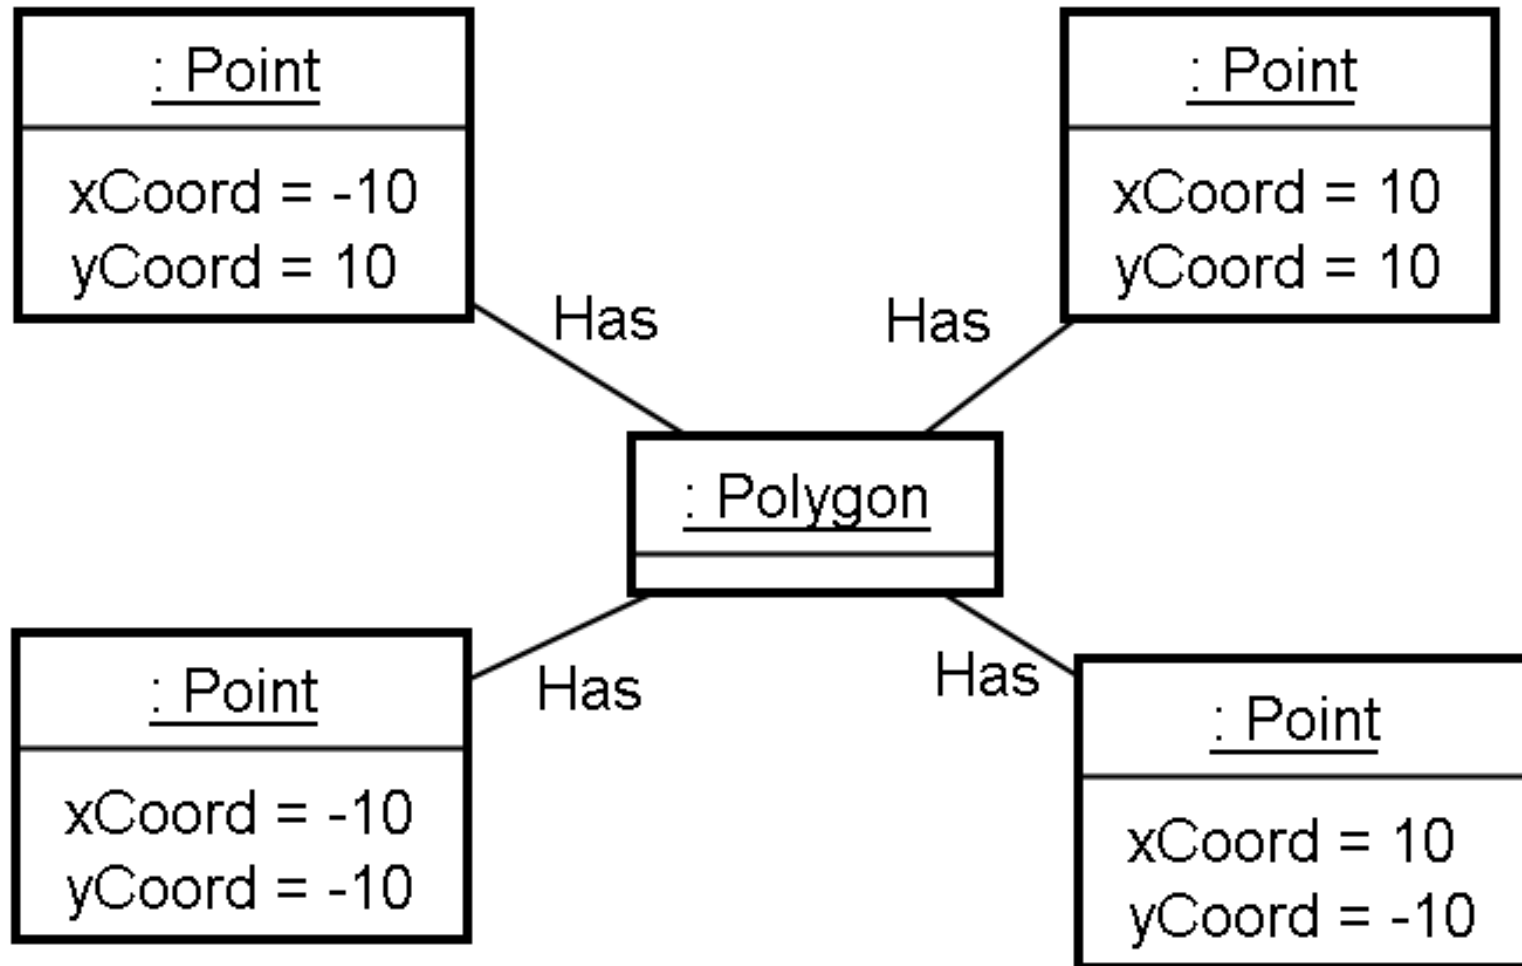 : Point
xCoord = -10
yCoord = 10
: Point
xCoord = 10
yCoord = 10
Has
Has
: Polygon
Has
Has
: Point
xCoord = -10
yCoord = -10
: Point
xCoord = 10
yCoord = -10